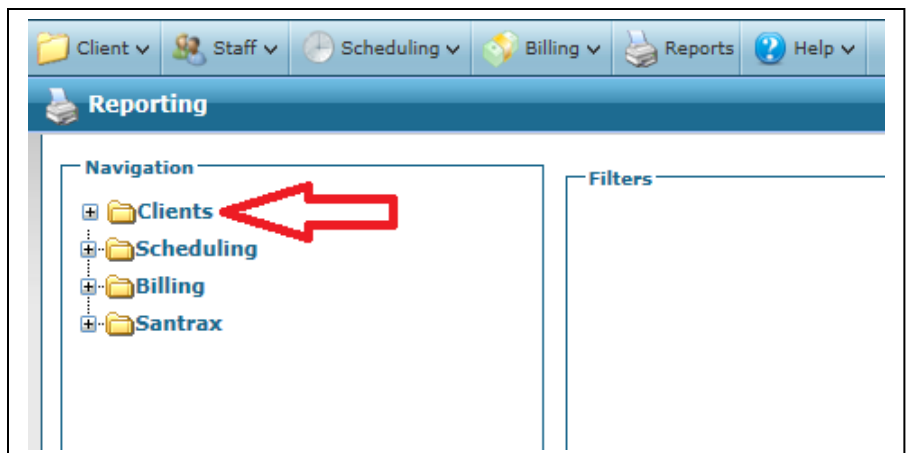 Client Staff Scheduling Billing Reports Help
Reporting
Navigation
Filters
Clients
Scheduling
Billing
Santrax